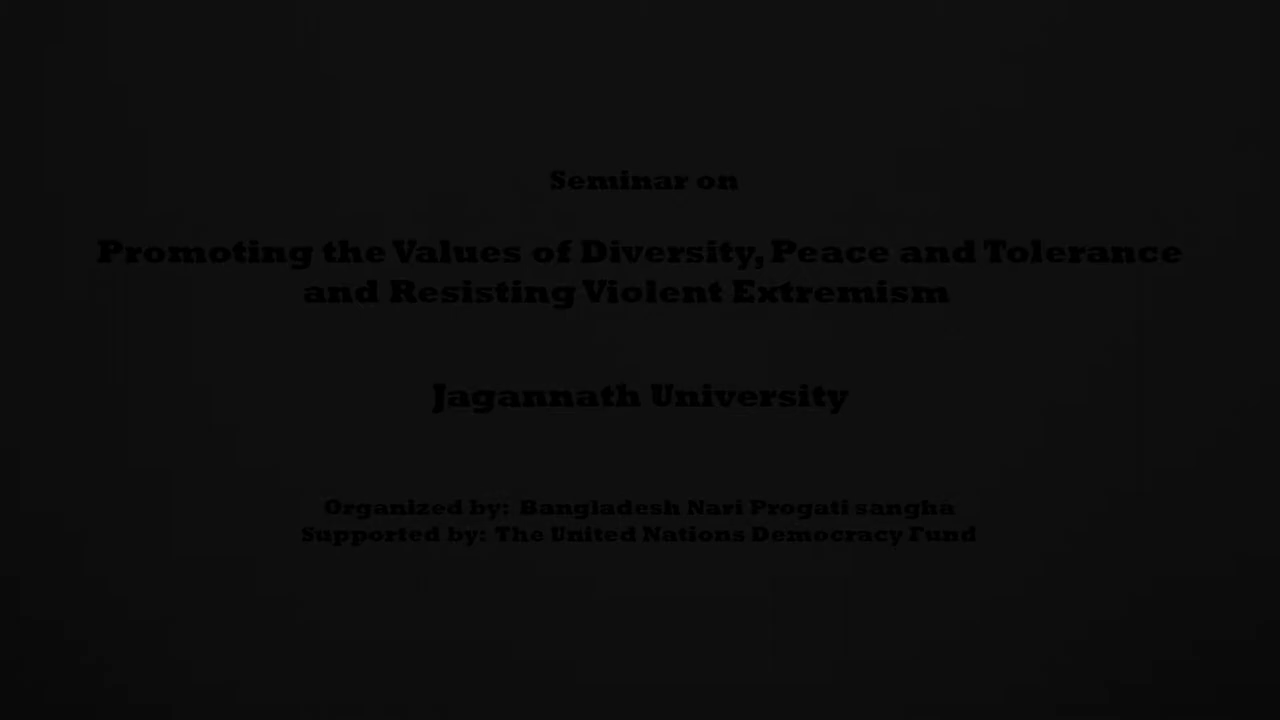 Seminar on
Promoting the Values of Diversity, Peace and Tolerance
and Resisting Violent Extremism
Jagannath University
Organized by: Bangladesh Nari Progati sangha
Supported by: The United Nations Democracy Fund